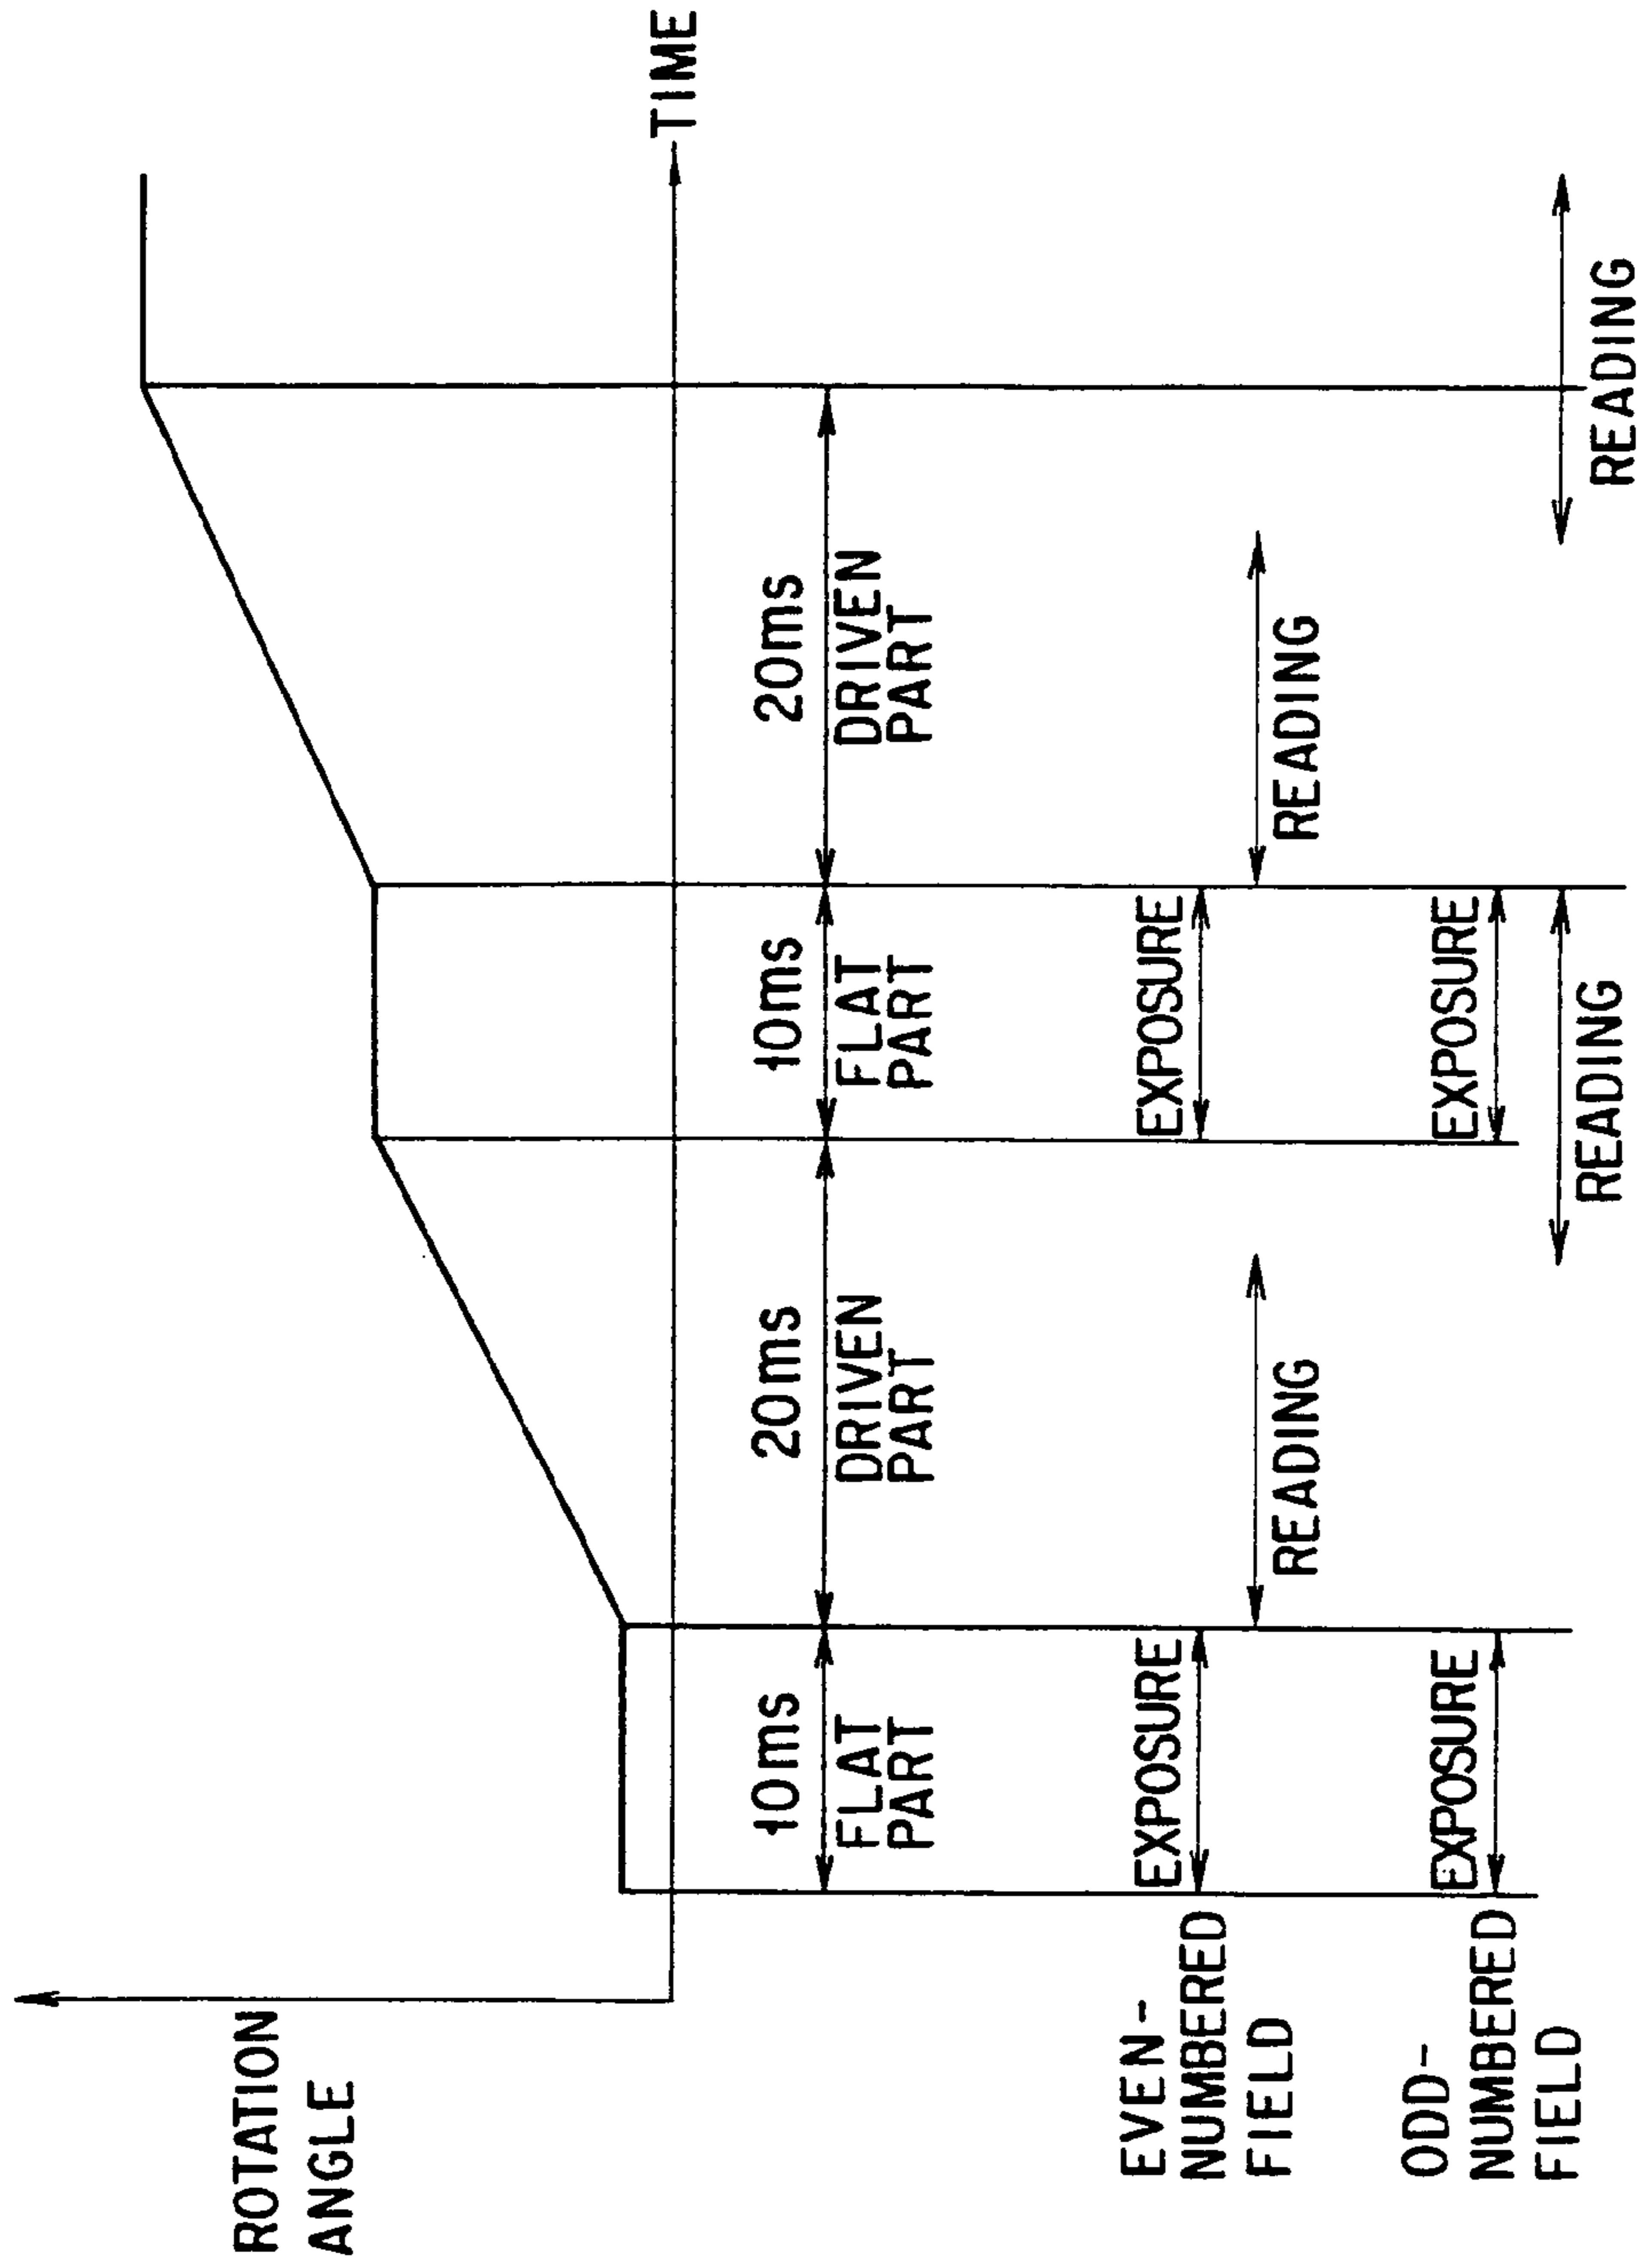 ROTATION
ANGLE
TIME
10ms
FLAT
PART
20ms
DRIVEN
PART
10ms
FLAT
PART
20ms
DRIVEN
PART
EVEN-
NUMBERED
FIELD
EXPOSURE
READING
EXPOSURE
READING
ODD-
NUMBERED
FIELD
EXPOSURE
READING
EXPOSURE
READING